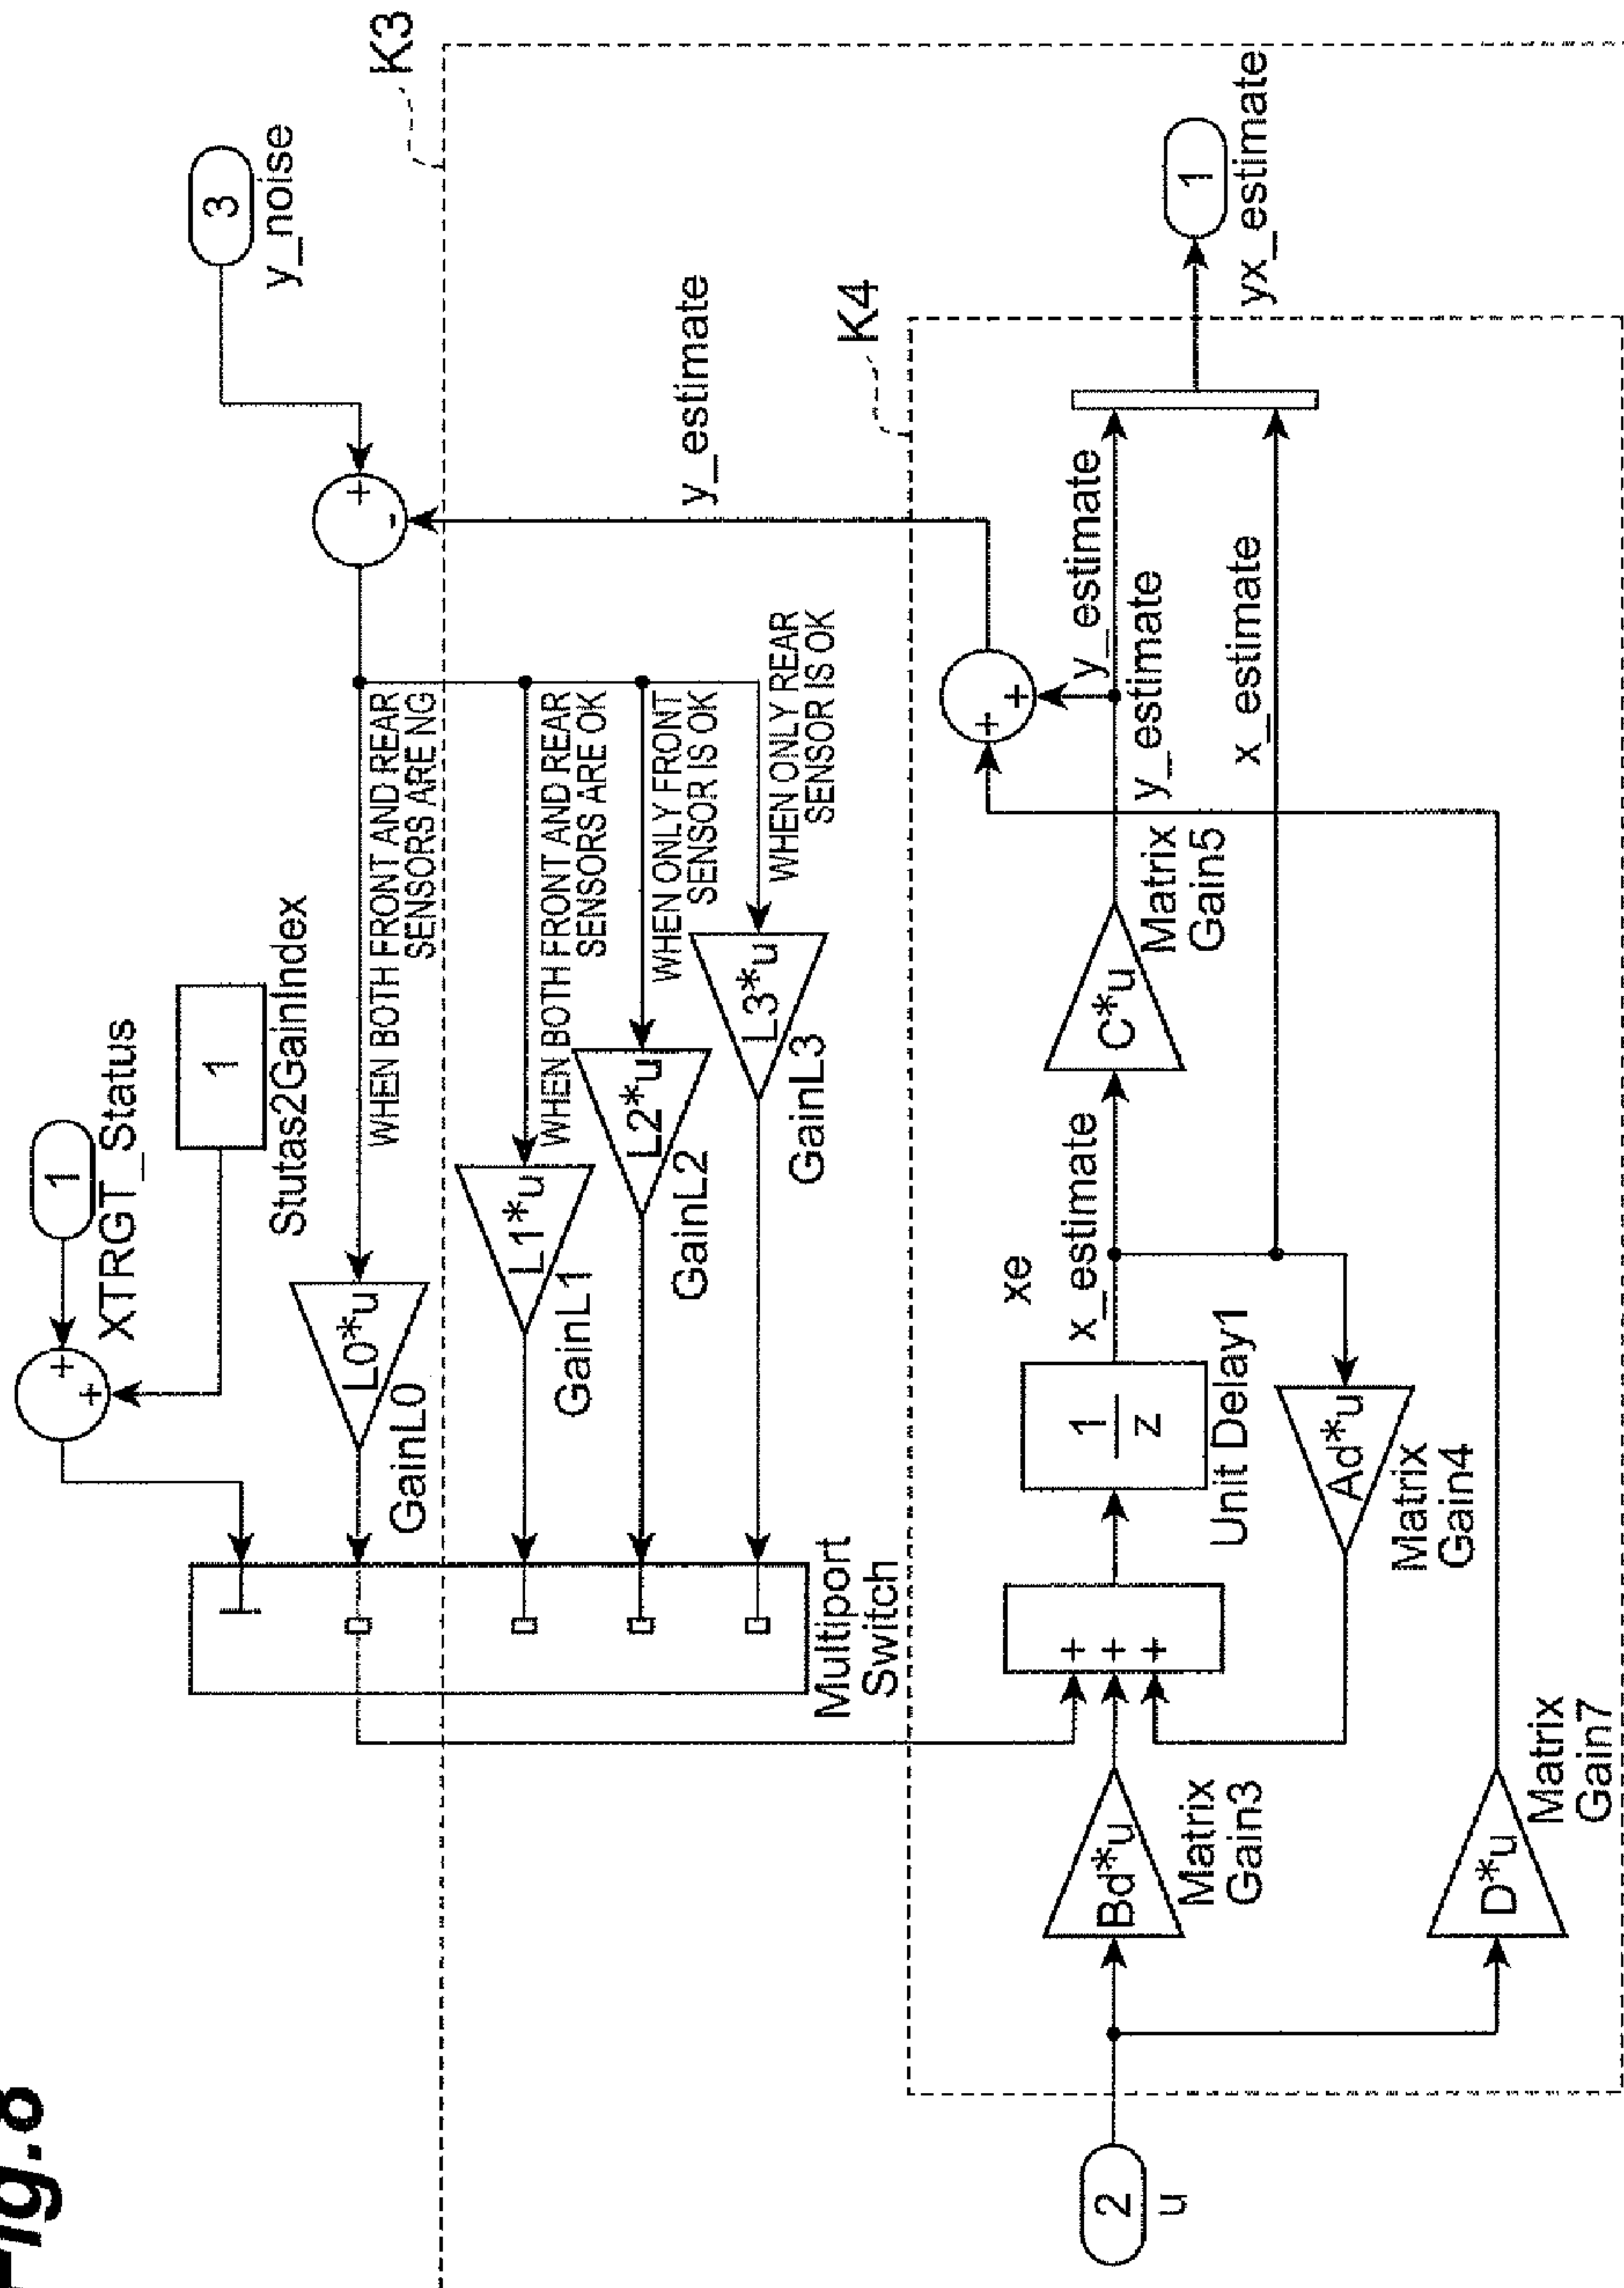 Fig.8
1
XTRGT_Status
+
+
1
Stutas2GainIndex
3
y_noise
+
-
K3
WHEN BOTH FRONT AND REAR
SENSORS ARE NG
L0*u
GainL0
WHEN BOTH FRONT AND REAR
SENSORS ARE OK
L1*u
GainL1
WHEN ONLY FRONT
SENSOR IS OK
L2*u
GainL2
WHEN ONLY REAR
SENSOR IS OK
L3*u
GainL3
Multiport
Switch
y_estimate
K4
2
u
Bd*u
Matrix
Gain3
+
+
+
1
z
Unit Delay1
xe
x_estimate
C*u
Matrix
Gain5
+
+
y_estimate
y_estimate
x_estimate
1
yx_estimate
Ad*u
Matrix
Gain4
D*u
Matrix
Gain7